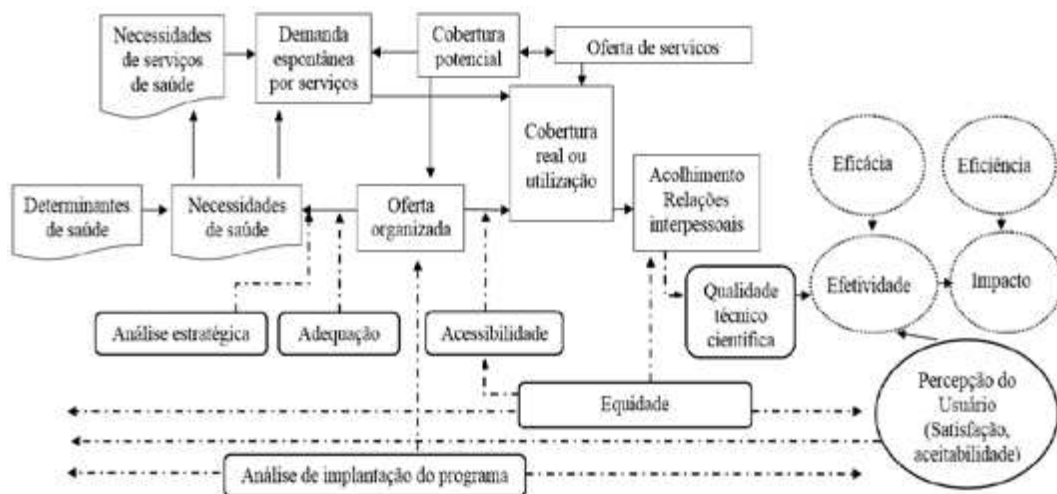 Necessidades
de serviços
de saúde
Demanda
espontânea
por serviços
Cobertura
potencial
Oferta de servicos
Cobertura
real ou
utilização
Eficácia
Eficiência
Determinantes
de saúde
Necessidades
de saúde
Oferta
organizada
Acolhimento
Relações
interpessoais
Análise estratégica
Adequação
Acessibilidade
Qualidade
técnico
científica
Efetividade
Impacto
Equidade
Percepção do
Usuário
(Satisfação,
aceitabilidade)
Análise de implantação do programa